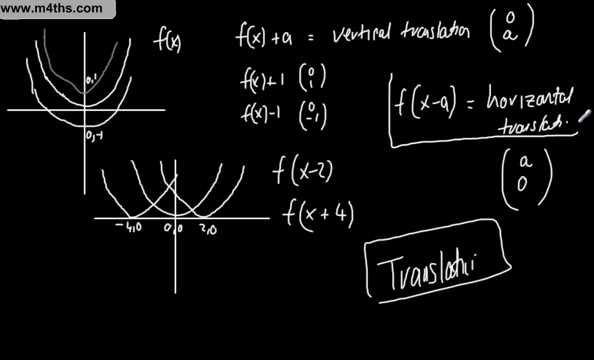 www.m4ths.com
f(x)
f(x)+a = vertical translation (0 a)
0,1
f(x)+1 (0 1)
f(x)-1 (0 -1)
f(x-a) = horizontal
translati.
0,-1
f(x-2)
(a 0)
f(x+4)
-4,0 0,0 2,0
Translati